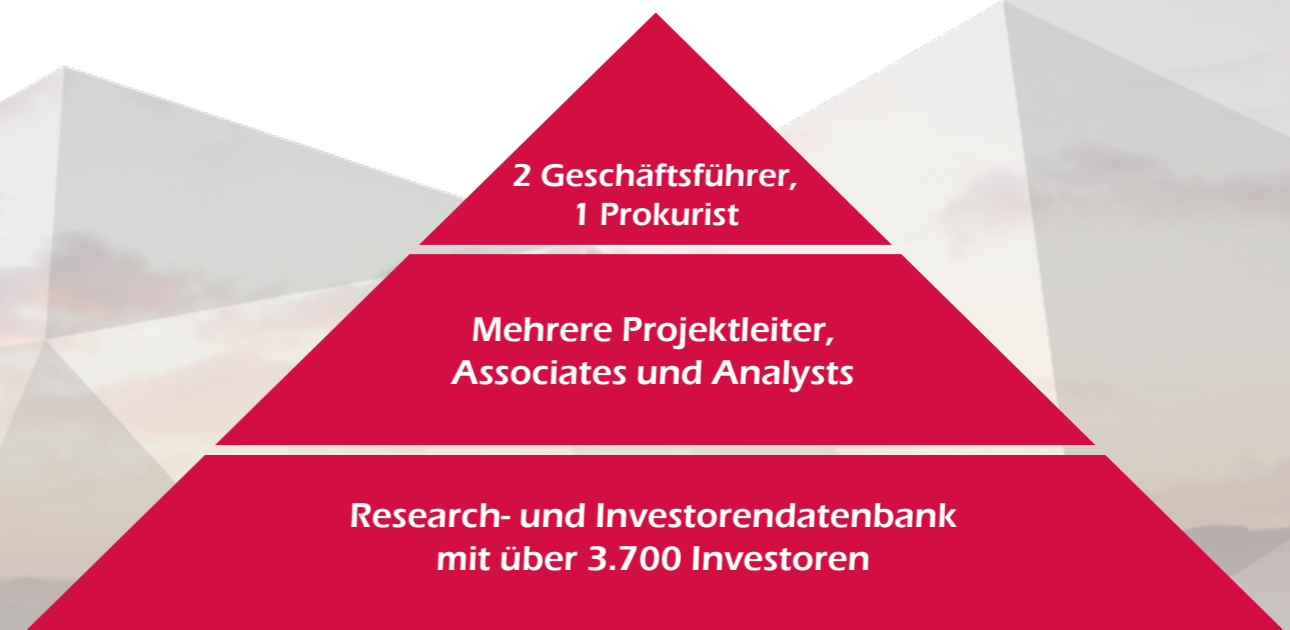 2 Geschäftsführer,
1 Prokurist
Mehrere Projektleiter,
Associates und Analysts
Research- und Investorendatenbank
mit über 3.700 Investoren